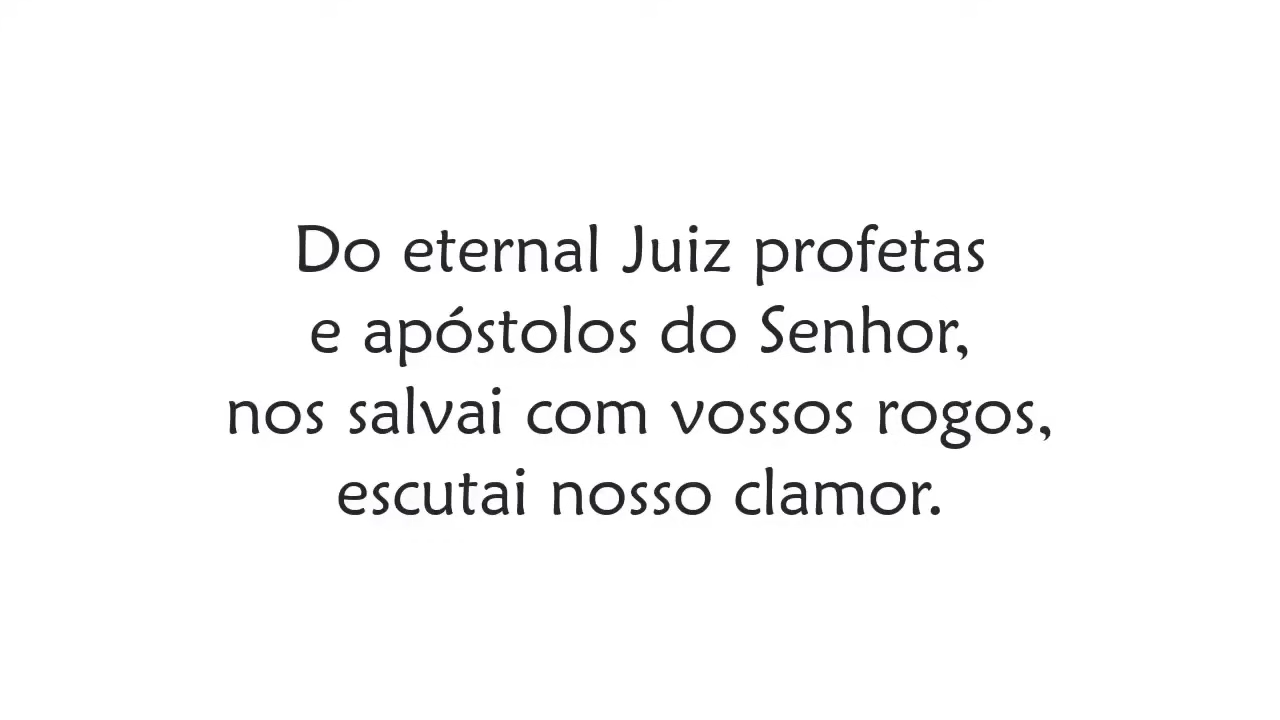 Do eternal Juiz profetas
e apóstolos do Senhor,
nos salvai com vossos rogos,
escutai nosso clamor.